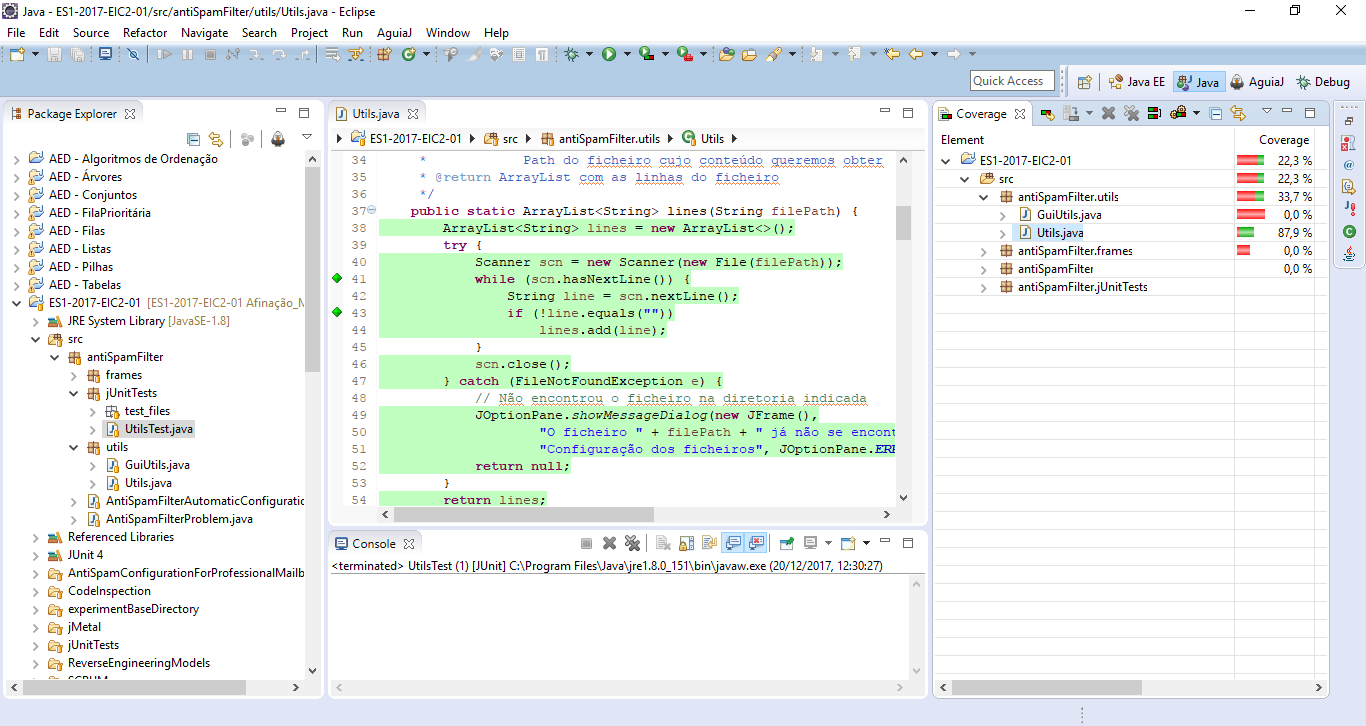 Java - ES1-2017-EIC2-01/src/antiSpamFilter/utils/Utils.java - Eclipse
File Edit Source Refactor Navigate Search Project Run AguiaJ Window Help
Quick Access
Java EE
Java
AguiaJ
Debug
Package Explorer
AED - Algoritmos de Ordenação
AED - Árvores
AED - Conjuntos
AED - FilaPrioritária
AED - Filas
AED - Listas
AED - Pilhas
AED - Tabelas
ES1-2017-EIC2-01 [ES1-2017-EIC2-01 Afinação_M
JRE System Library [JavaSE-1.8]
src
antiSpamFilter
frames
jUnitTests
test_files
UtilsTest.java
utils
GuiUtils.java
Utils.java
AntiSpamFilterAutomaticConfiguratic
AntiSpamFilterProblem.java
Referenced Libraries
JUnit 4
AntiSpamConfigurationForProfessionalMailb
CodeInspection
experimentBaseDirectory
jMetal
jUnitTests
ReverseEngineeringModels
Utils.java
ES1-2017-EIC2-01 src antiSpamFilter.utils Utils
34 * Path do ficheiro cujo conteúdo queremos obter
35 * @return ArrayList com as linhas do ficheiro
36 */
37 public static ArrayList<String> lines(String filePath) {
38 ArrayList<String> lines = new ArrayList<>();
39 try {
40 Scanner scn = new Scanner(new File(filePath));
41 while (scn.hasNextLine()) {
42 String line = scn.nextLine();
43 if (!line.equals(""))
44 lines.add(line);
45 }
46 scn.close();
47 } catch (FileNotFoundException e) {
48 // Não encontrou o ficheiro na diretoria indicada
49 JOptionPane.showMessageDialog(new JFrame(),
50 "O ficheiro " + filePath + " já não se encont
51 "Configuração dos ficheiros", JOptionPane.ERR
52 return null;
53 }
54 return lines;
Console
<terminated> UtilsTest (1) [JUnit] C:\Program Files\Java\jre1.8.0_151\bin\javaw.exe (20/12/2017, 12:30:27)
Coverage
Element Coverage
ES1-2017-EIC2-01 22,3 %
src 22,3 %
antiSpamFilter.utils 33,7 %
GuiUtils.java 0,0 %
Utils.java 87,9 %
antiSpamFilter.frames 0,0 %
antiSpamFilter 0,0 %
antiSpamFilter.jUnitTests